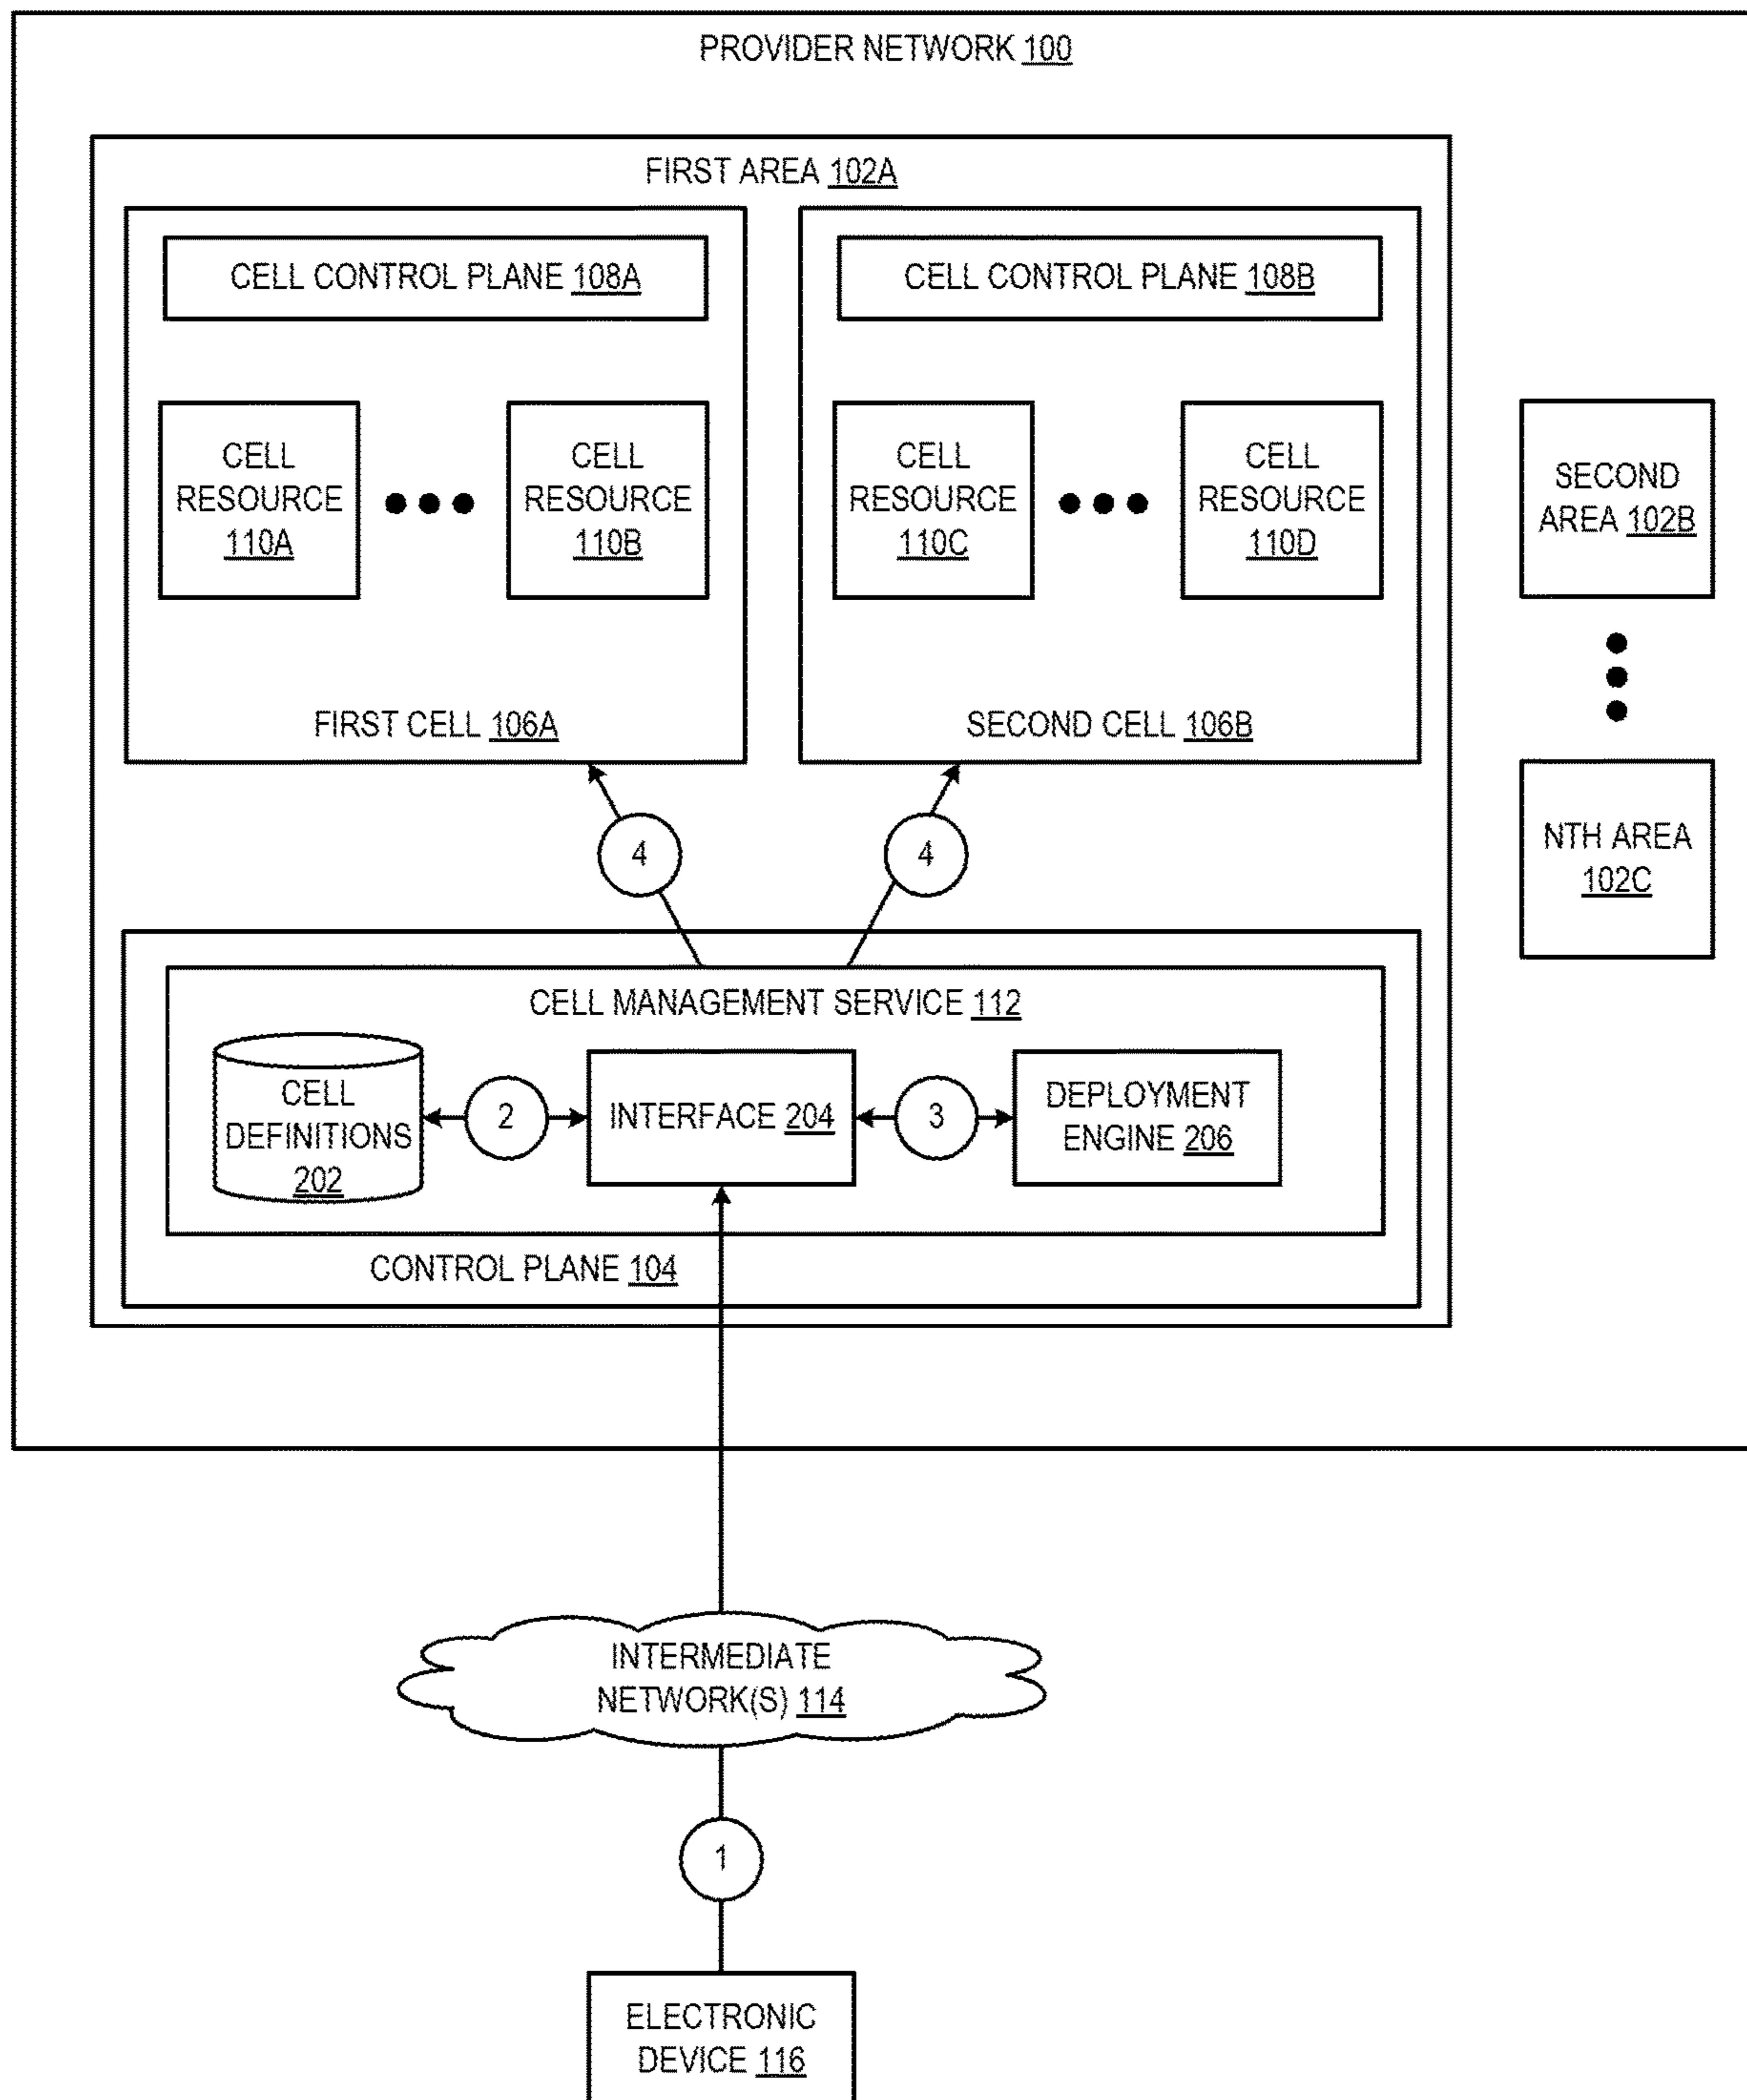 PROVIDER NETWORK 100
FIRST AREA 102A
CELL CONTROL PLANE 108A
CELL RESOURCE 110A
CELL RESOURCE 110B
FIRST CELL 106A
CELL CONTROL PLANE 108B
CELL RESOURCE 110C
CELL RESOURCE 110D
SECOND CELL 106B
SECOND
AREA 102B
NTH AREA
102C
4
4
CELL MANAGEMENT SERVICE 112
CELL
DEFINITIONS
202
2
INTERFACE 204
3
DEPLOYMENT
ENGINE 206
CONTROL PLANE 104
INTERMEDIATE
NETWORK(S) 114
1
ELECTRONIC
DEVICE 116